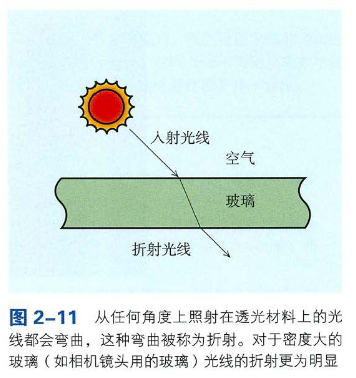 入射光线
空气
玻璃
折射光线
图 2-11 从任何角度上照射在透光材料上的光
线都会弯曲，这种弯曲被称为折射。对于密度大的
玻璃（如相机镜头用的玻璃）光线的折射更为明显